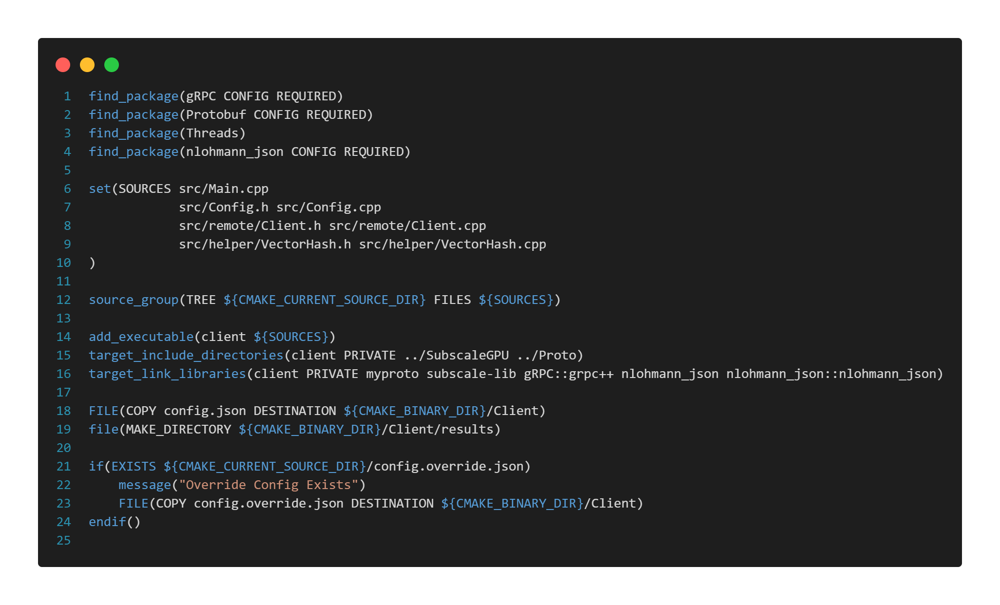 1 find_package(gRPC CONFIG REQUIRED)
2 find_package(Protobuf CONFIG REQUIRED)
3 find_package(Threads)
4 find_package(nlohmann_json CONFIG REQUIRED)
5
6 set(SOURCES src/Main.cpp
7             src/Config.h src/Config.cpp
8             src/remote/Client.h src/remote/Client.cpp
9             src/helper/VectorHash.h src/helper/VectorHash.cpp
10 )
11
12 source_group(TREE ${CMAKE_CURRENT_SOURCE_DIR} FILES ${SOURCES})
13
14 add_executable(client ${SOURCES})
15 target_include_directories(client PRIVATE ../SubscaleGPU ../Proto)
16 target_link_libraries(client PRIVATE myproto subscale-lib gRPC::grpc++ nlohmann_json nlohmann_json::nlohmann_json)
17
18 FILE(COPY config.json DESTINATION ${CMAKE_BINARY_DIR}/Client)
19 file(MAKE_DIRECTORY ${CMAKE_BINARY_DIR}/Client/results)
20
21 if(EXISTS ${CMAKE_CURRENT_SOURCE_DIR}/config.override.json)
22     message("Override Config Exists")
23     FILE(COPY config.override.json DESTINATION ${CMAKE_BINARY_DIR}/Client)
24 endif()
25